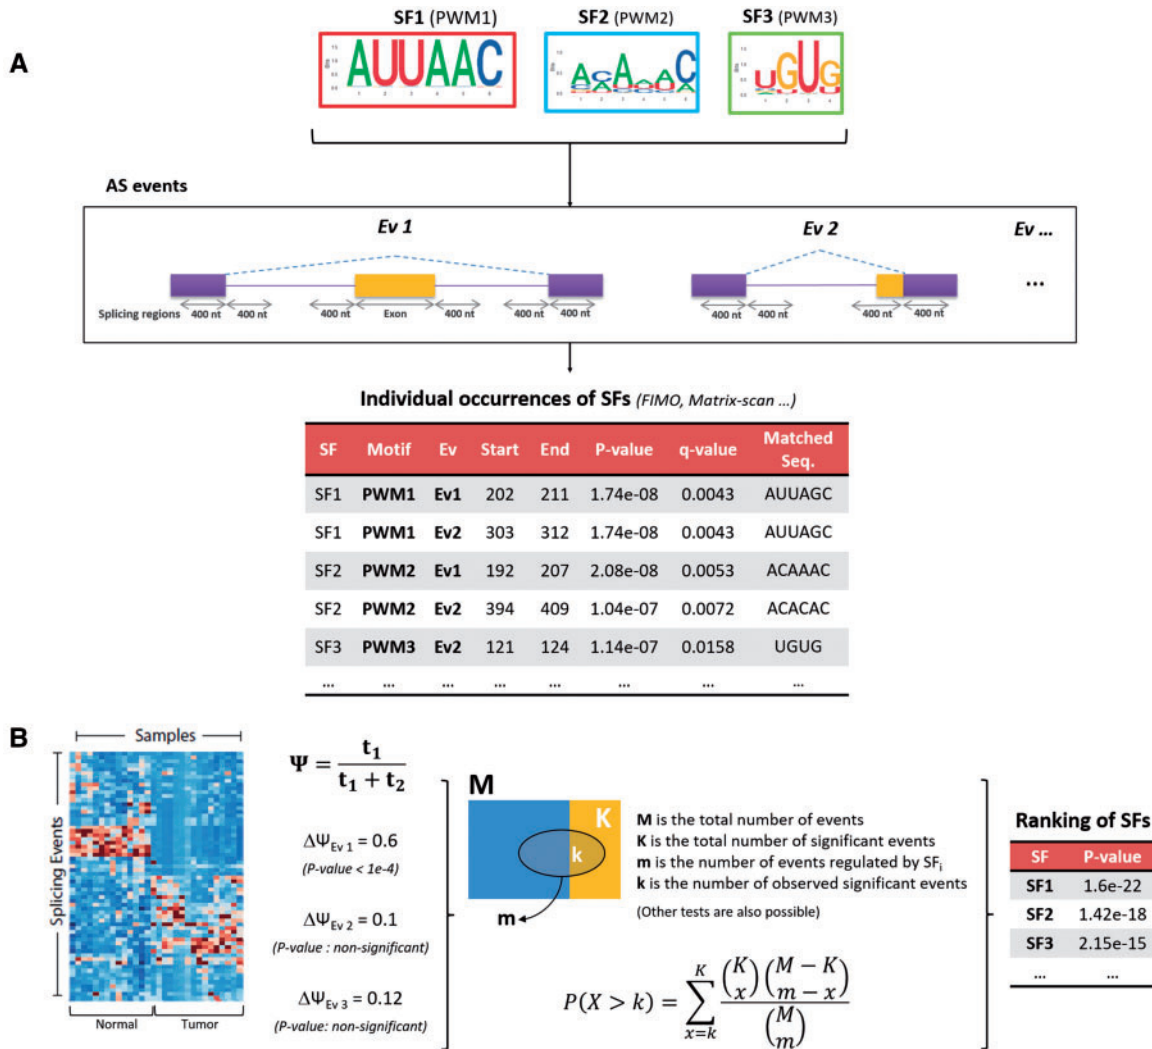 A
SF1 (PWM1)
SF2 (PWM2)
SF3 (PWM3)
AUUAAC
AS events
Ev 1
Ev 2
Ev ...
...
Splicing regions
400 nt 400 nt 400 nt Exon 400 nt 400 nt 400 nt
400 nt 400 nt 400 nt 400 nt
Individual occurrences of SFs (FIMO, Matrix-scan ...)
SF Motif Ev Start End P-value q-value Matched Seq.
SF1 PWM1 Ev1 202 211 1.74e-08 0.0043 AUUAGC
SF1 PWM1 Ev2 303 312 1.74e-08 0.0043 AUUAGC
SF2 PWM2 Ev1 192 207 2.08e-08 0.0053 ACAAAC
SF2 PWM2 Ev2 394 409 1.04e-07 0.0072 ACACAC
SF3 PWM3 Ev2 121 124 1.14e-07 0.0158 UGUG
... ... ... ... ... ... ... ...
B
Samples
Splicing Events
Normal Tumor
Ψ = t₁ / (t₁ + t₂)
ΔΨ_Ev 1 = 0.6
(P-value < 1e-4)
ΔΨ_Ev 2 = 0.1
(P-value : non-significant)
ΔΨ_Ev 3 = 0.12
(P-value: non-significant)
M
K
k
m
M is the total number of events
K is the total number of significant events
m is the number of events regulated by SFᵢ
k is the number of observed significant events
(Other tests are also possible)
P(X > k) = ∑_{x=k}^{K} \frac{\binom{K}{x}\binom{M − K}{m − x}}{\binom{M}{m}}
Ranking of SFs
SF P-value
SF1 1.6e-22
SF2 1.42e-18
SF3 2.15e-15
... ...